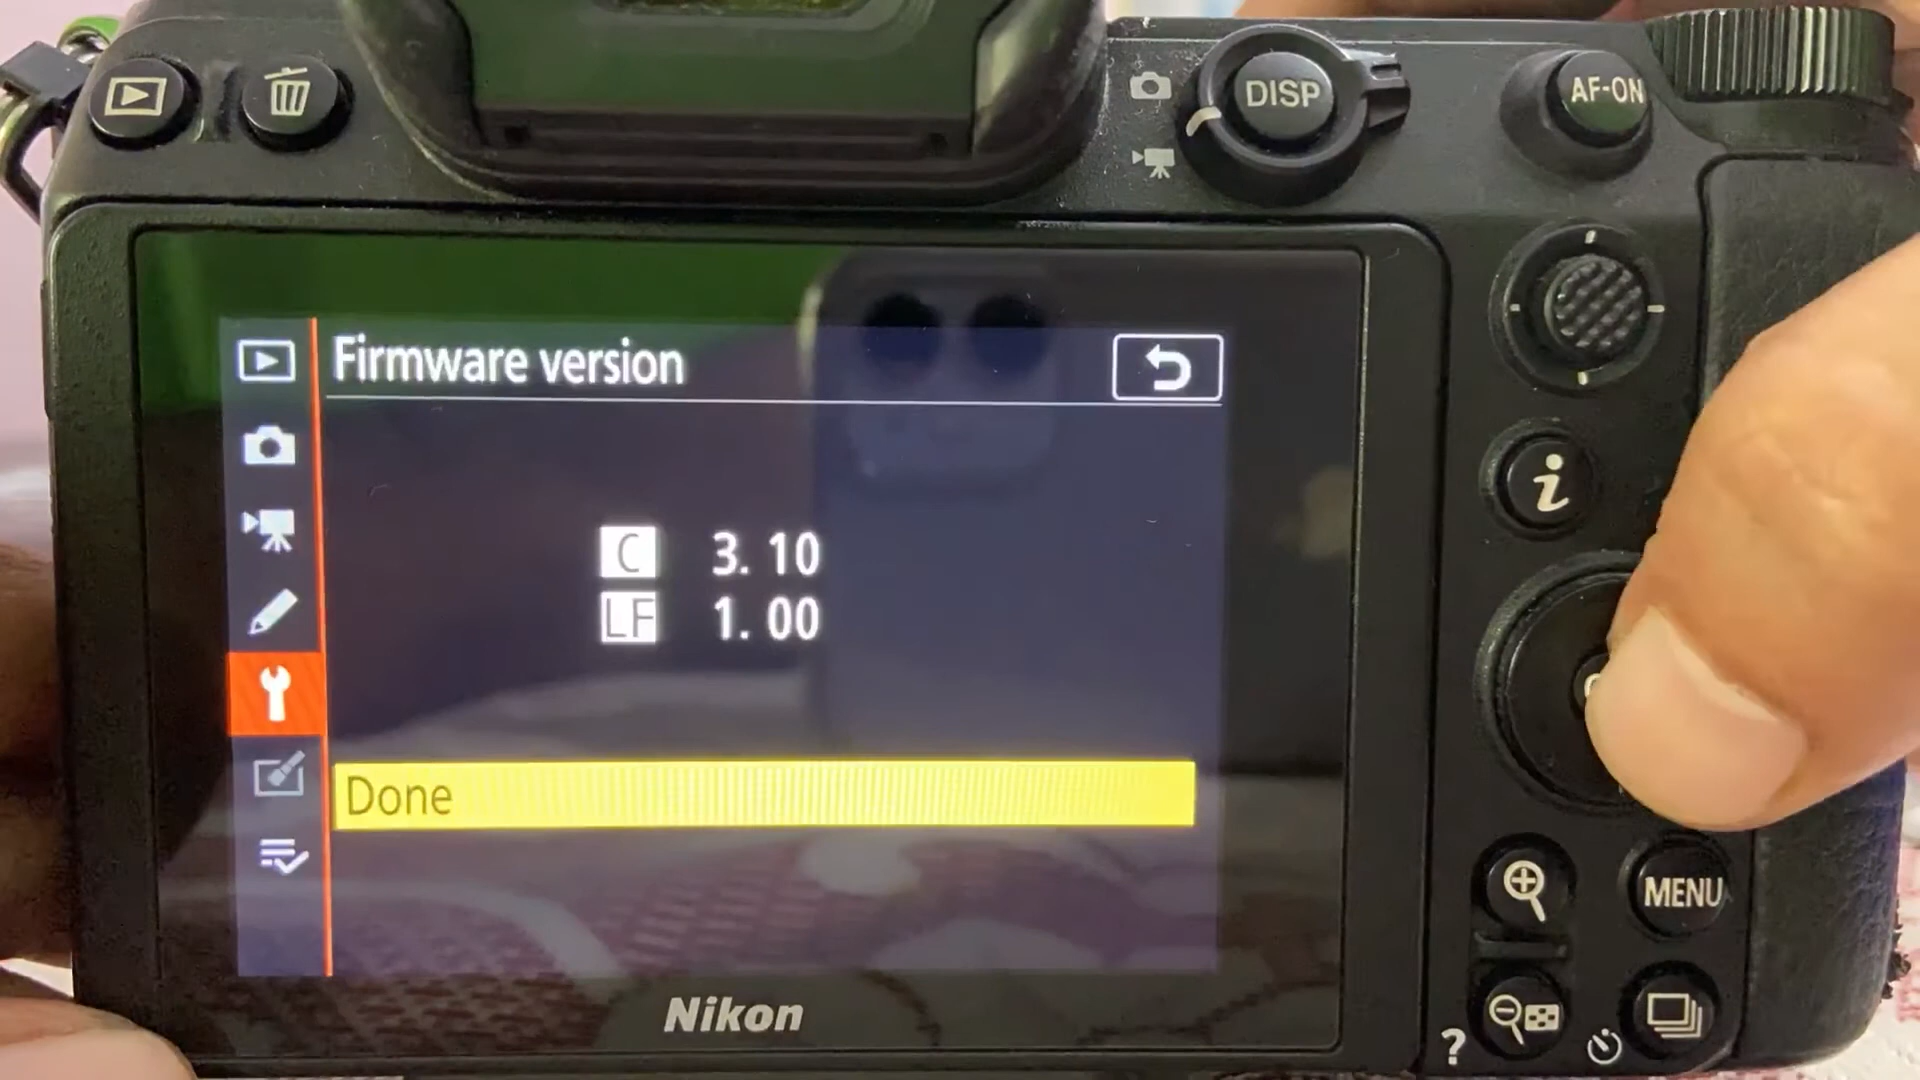 DISP
AF-ON
Firmware version
C 3. 10
LF 1. 00
i
Done
MENU
Nikon
?